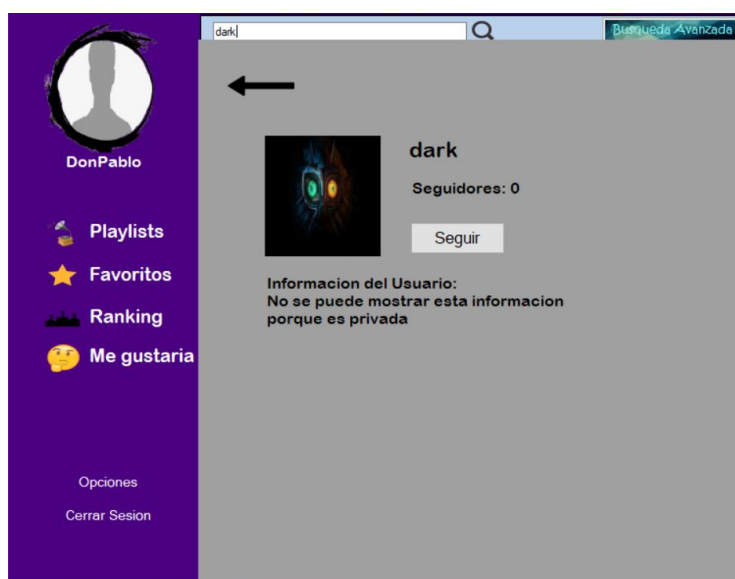 dark
Busqueda Avanzada
DonPablo
Playlists
Favoritos
Ranking
Me gustaria
Opciones
Cerrar Sesion
dark
Seguidores: 0
Seguir
Informacion del Usuario:
No se puede mostrar esta informacion
porque es privada